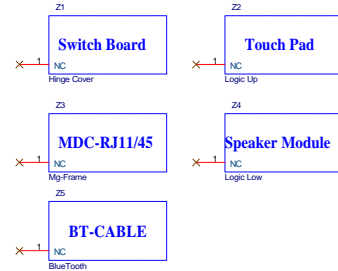 Z1
Switch Board
1
NC
Hinge Cover
Z2
Touch Pad
1
NC
Logic Up
Z3
MDC-RJ11/45
1
NC
Mg-Frame
Z4
Speaker Module
1
NC
Logic Low
Z5
BT-CABLE
1
NC
BlueTooth